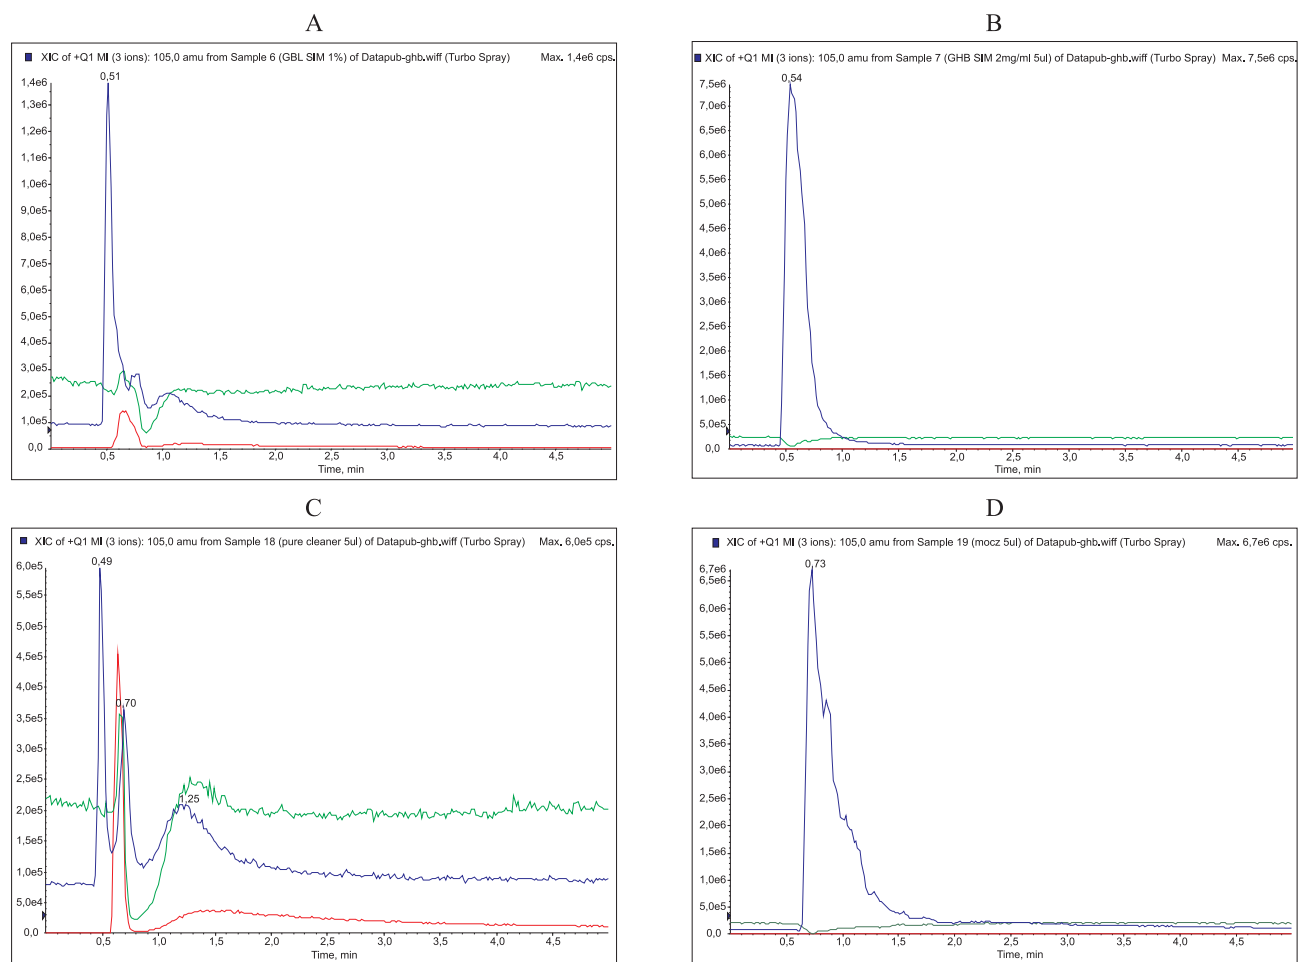 A
XIC of +Q1 MI (3 ions): 105,0 amu from Sample 6 (GBL SIM 1%) of Datapub-ghb.wiff (Turbo Spray) Max. 1,4e6 cps.
0,51
1,4e6
1,3e6
1,2e6
1,1e6
1,0e6
9,0e5
8,0e5
7,0e5
6,0e5
5,0e5
4,0e5
3,0e5
2,0e5
1,0e5
0,0
0,5 1,0 1,5 2,0 2,5 3,0 3,5 4,0 4,5
Time, min
B
XIC of +Q1 MI (3 ions): 105,0 amu from Sample 7 (GHB SIM 2mg/ml 5ul) of Datapub-ghb.wiff (Turbo Spray) Max. 7,5e6 cps.
0,54
7,5e6
7,0e6
6,5e6
6,0e6
5,5e6
5,0e6
4,5e6
4,0e6
3,5e6
3,0e6
2,5e6
2,0e6
1,5e6
1,0e6
5,0e5
0,0
0,5 1,0 1,5 2,0 2,5 3,0 3,5 4,0 4,5
Time, min
C
XIC of +Q1 MI (3 ions): 105,0 amu from Sample 18 (pure cleaner 5ul) of Datapub-ghb.wiff (Turbo Spray) Max. 6,0e5 cps.
0,49
6,0e5
5,5e5
5,0e5
4,5e5
4,0e5
0,70
3,5e5
3,0e5
2,5e5
1,25
2,0e5
1,5e5
1,0e5
5,0e4
0,0
0,5 1,0 1,5 2,0 2,5 3,0 3,5 4,0 4,5
Time, min
D
XIC of +Q1 MI (3 ions): 105,0 amu from Sample 19 (mocz 5ul) of Datapub-ghb.wiff (Turbo Spray) Max. 6,7e6 cps.
0,73
6,7e6
6,0e6
5,5e6
5,0e6
4,5e6
4,0e6
3,5e6
3,0e6
2,5e6
2,0e6
1,5e6
1,0e6
5,0e5
0,0
0,5 1,0 1,5 2,0 2,5 3,0 3,5 4,0 4,5
Time, min